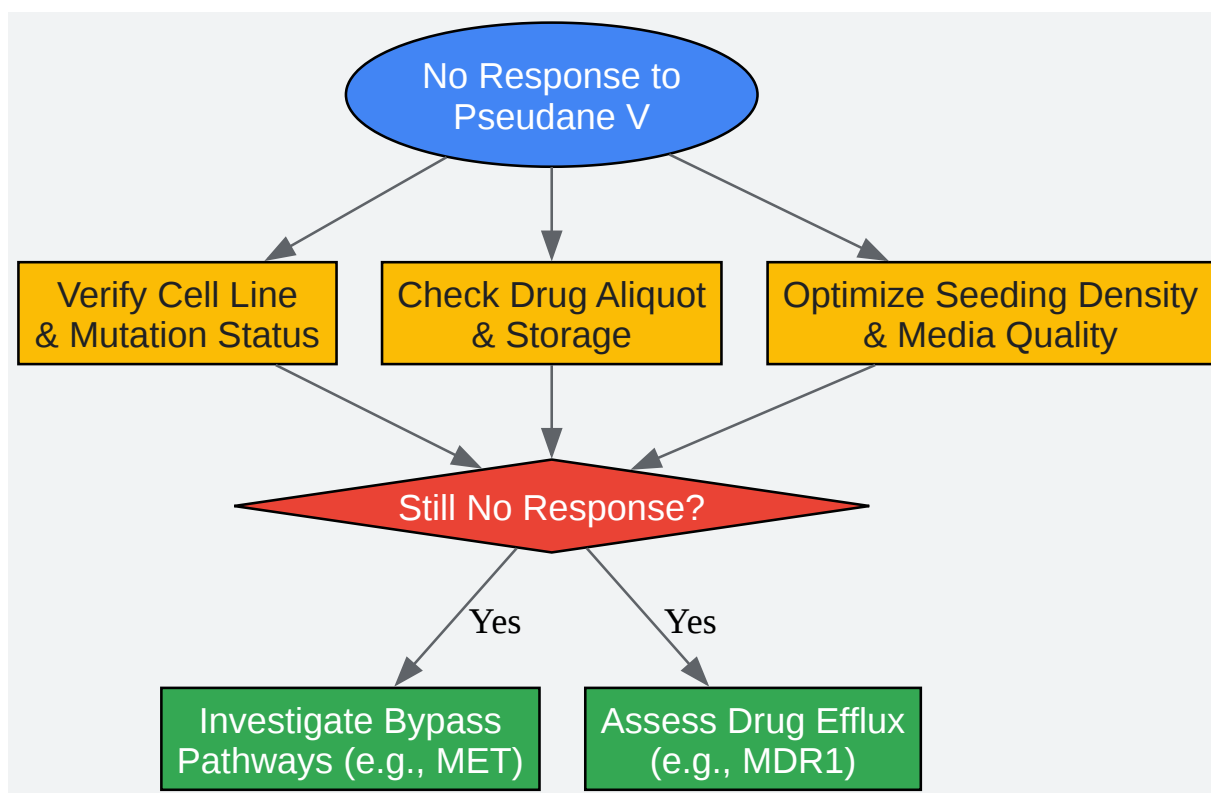 No Response to
Pseudane V
Verify Cell Line
& Mutation Status
Check Drug Aliquot
& Storage
Optimize Seeding Density
& Media Quality
Still No Response?
Yes
Yes
Investigate Bypass
Pathways (e.g., MET)
Assess Drug Efflux
(e.g., MDR1)